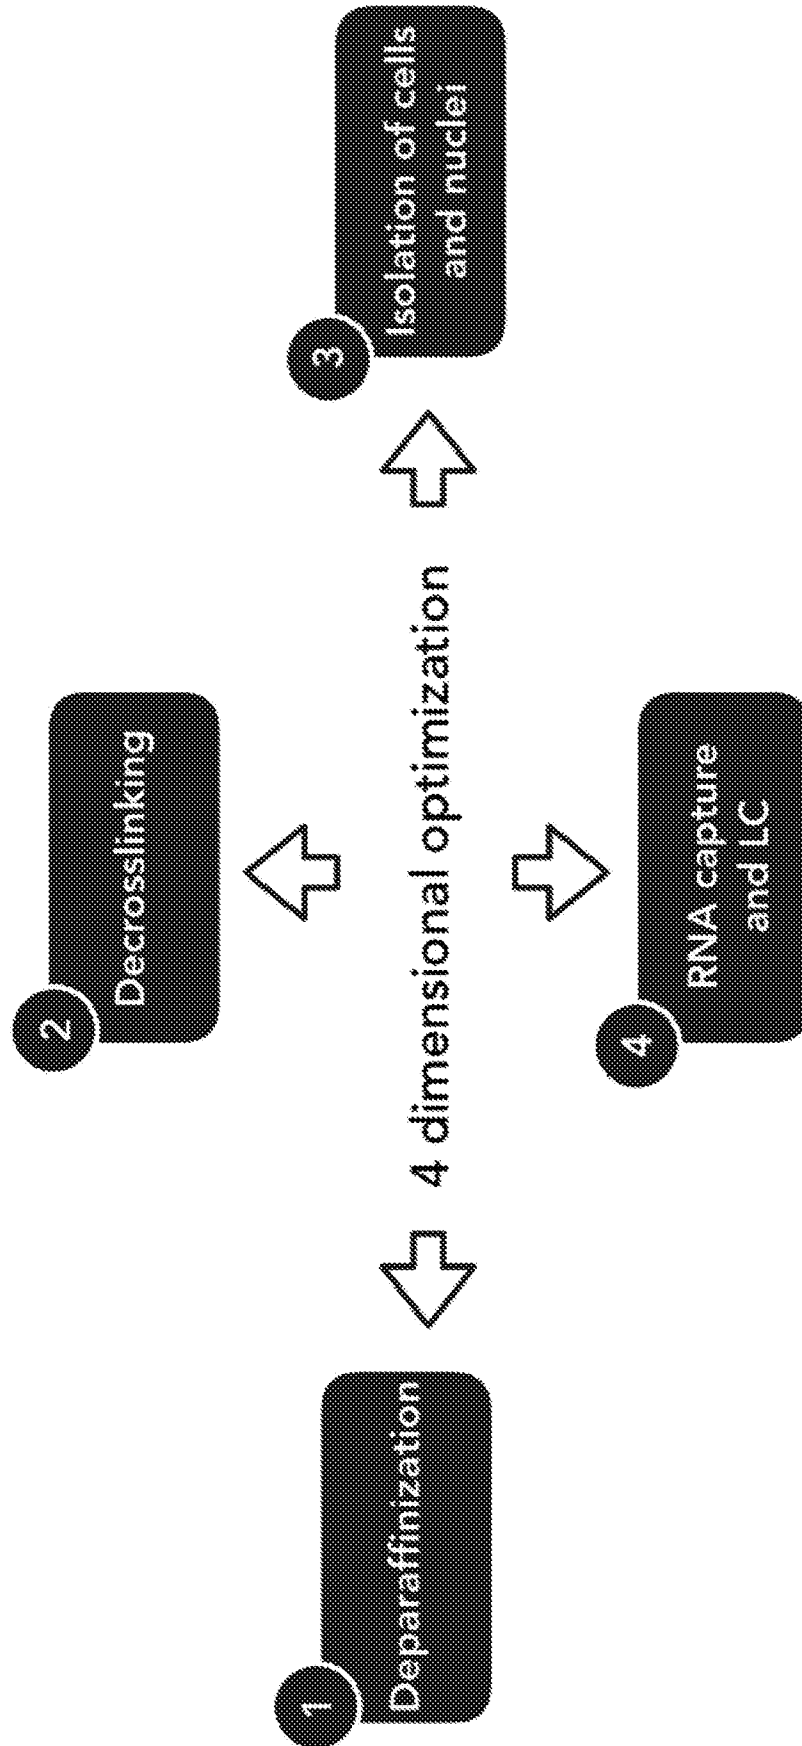 1
Deparaffinization
2
Decrosslinking
4 dimensional optimization
3
Isolation of cells
and nuclei
4
RNA capture
and LC